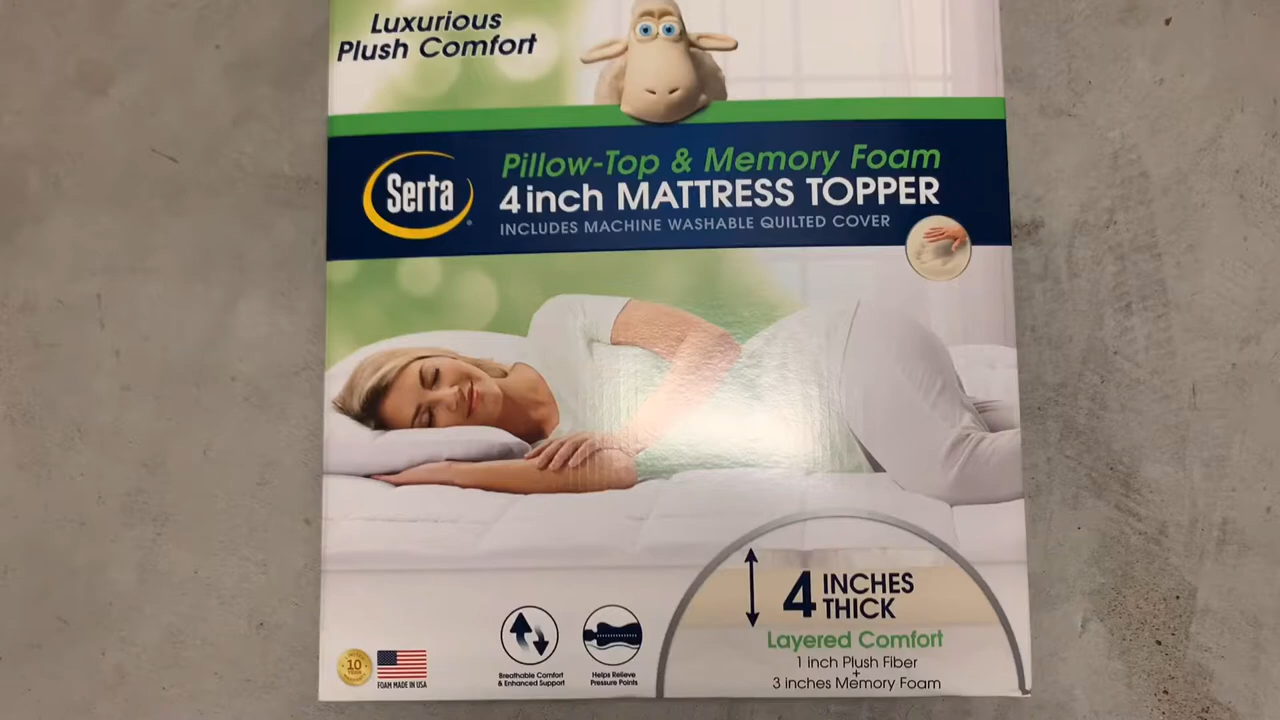 Luxurious
Plush Comfort
Serta
Pillow-Top & Memory Foam
4 inch MATTRESS TOPPER
INCLUDES MACHINE WASHABLE QUILTED COVER
4 INCHES
THICK
Layered Comfort
1 inch Plush Fiber
+
3 inches Memory Foam
10
YEAR
FOAM MADE IN USA
Breathable Comfort
& Enhanced Support
Helps Relieve
Pressure Points